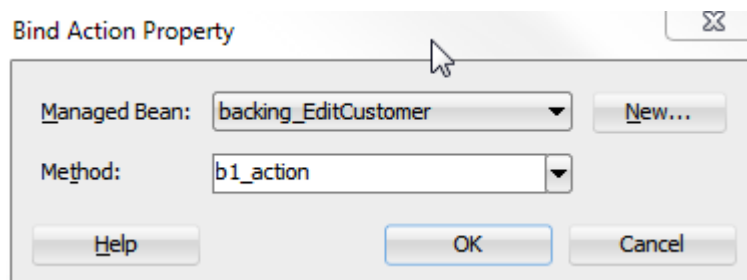 Bind Action Property
Managed Bean: backing_EditCustomer New...
Method: b1_action
Help OK Cancel